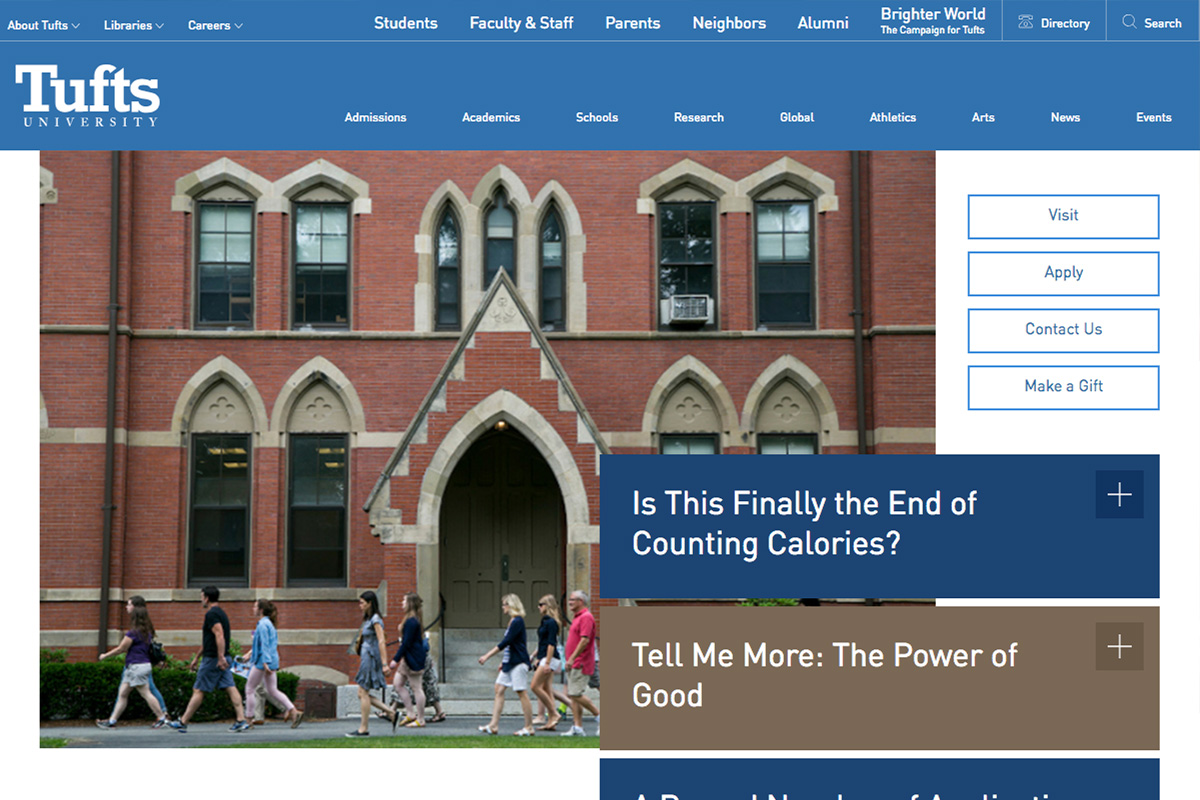 About Tufts
Libraries
Careers
Students
Faculty & Staff
Parents
Neighbors
Alumni
Brighter World
The Campaign for Tufts
Directory
Search
Tufts
UNIVERSITY
Admissions
Academics
Schools
Research
Global
Athletics
Arts
News
Events
Visit
Apply
Contact Us
Make a Gift
Is This Finally the End of
Counting Calories?
Tell Me More: The Power of
Good